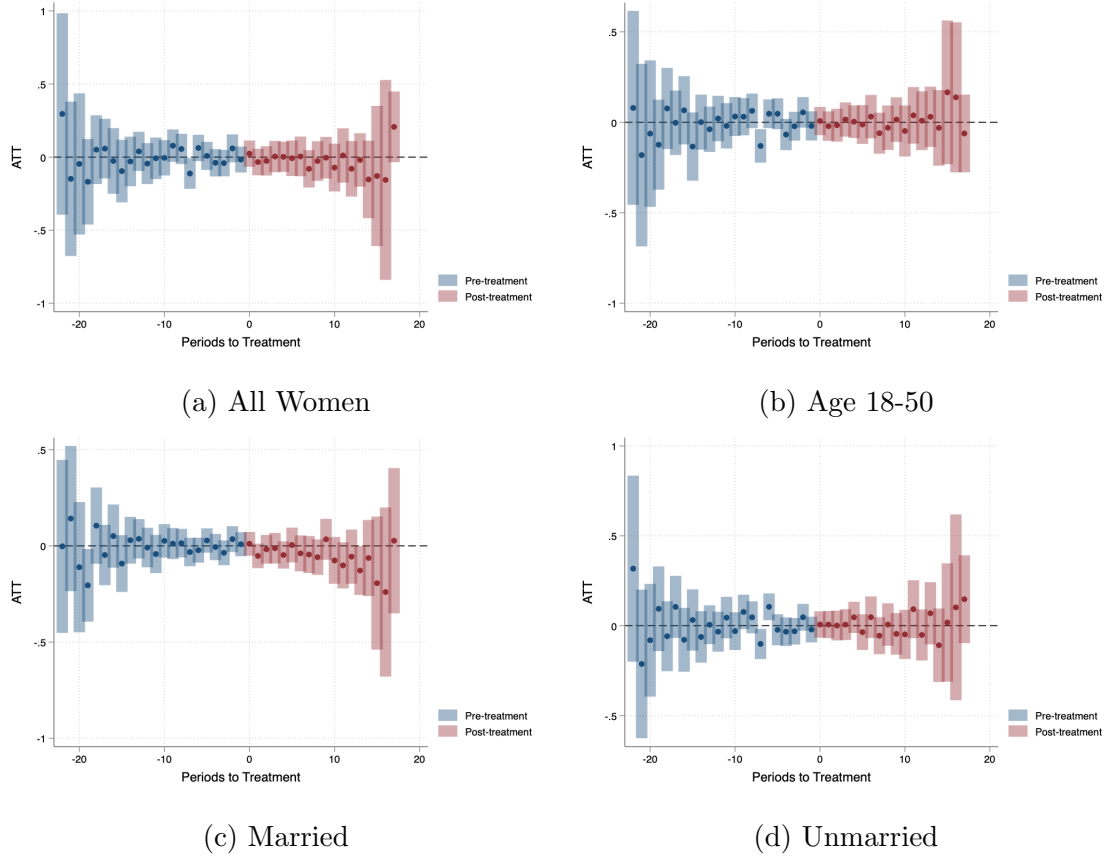 1
.5
0
-.5
-1
ATT
-20
-10
0
10
20
Periods to Treatment
Pre-treatment
Post-treatment
(a) All Women
.5
0
-.5
-1
ATT
-20
-10
0
10
20
Periods to Treatment
Pre-treatment
Post-treatment
(b) Age 18-50
.5
0
-.5
-1
ATT
-20
-10
0
10
20
Periods to Treatment
Pre-treatment
Post-treatment
(c) Married
1
.5
0
-.5
ATT
-20
-10
0
10
20
Periods to Treatment
Pre-treatment
Post-treatment
(d) Unmarried